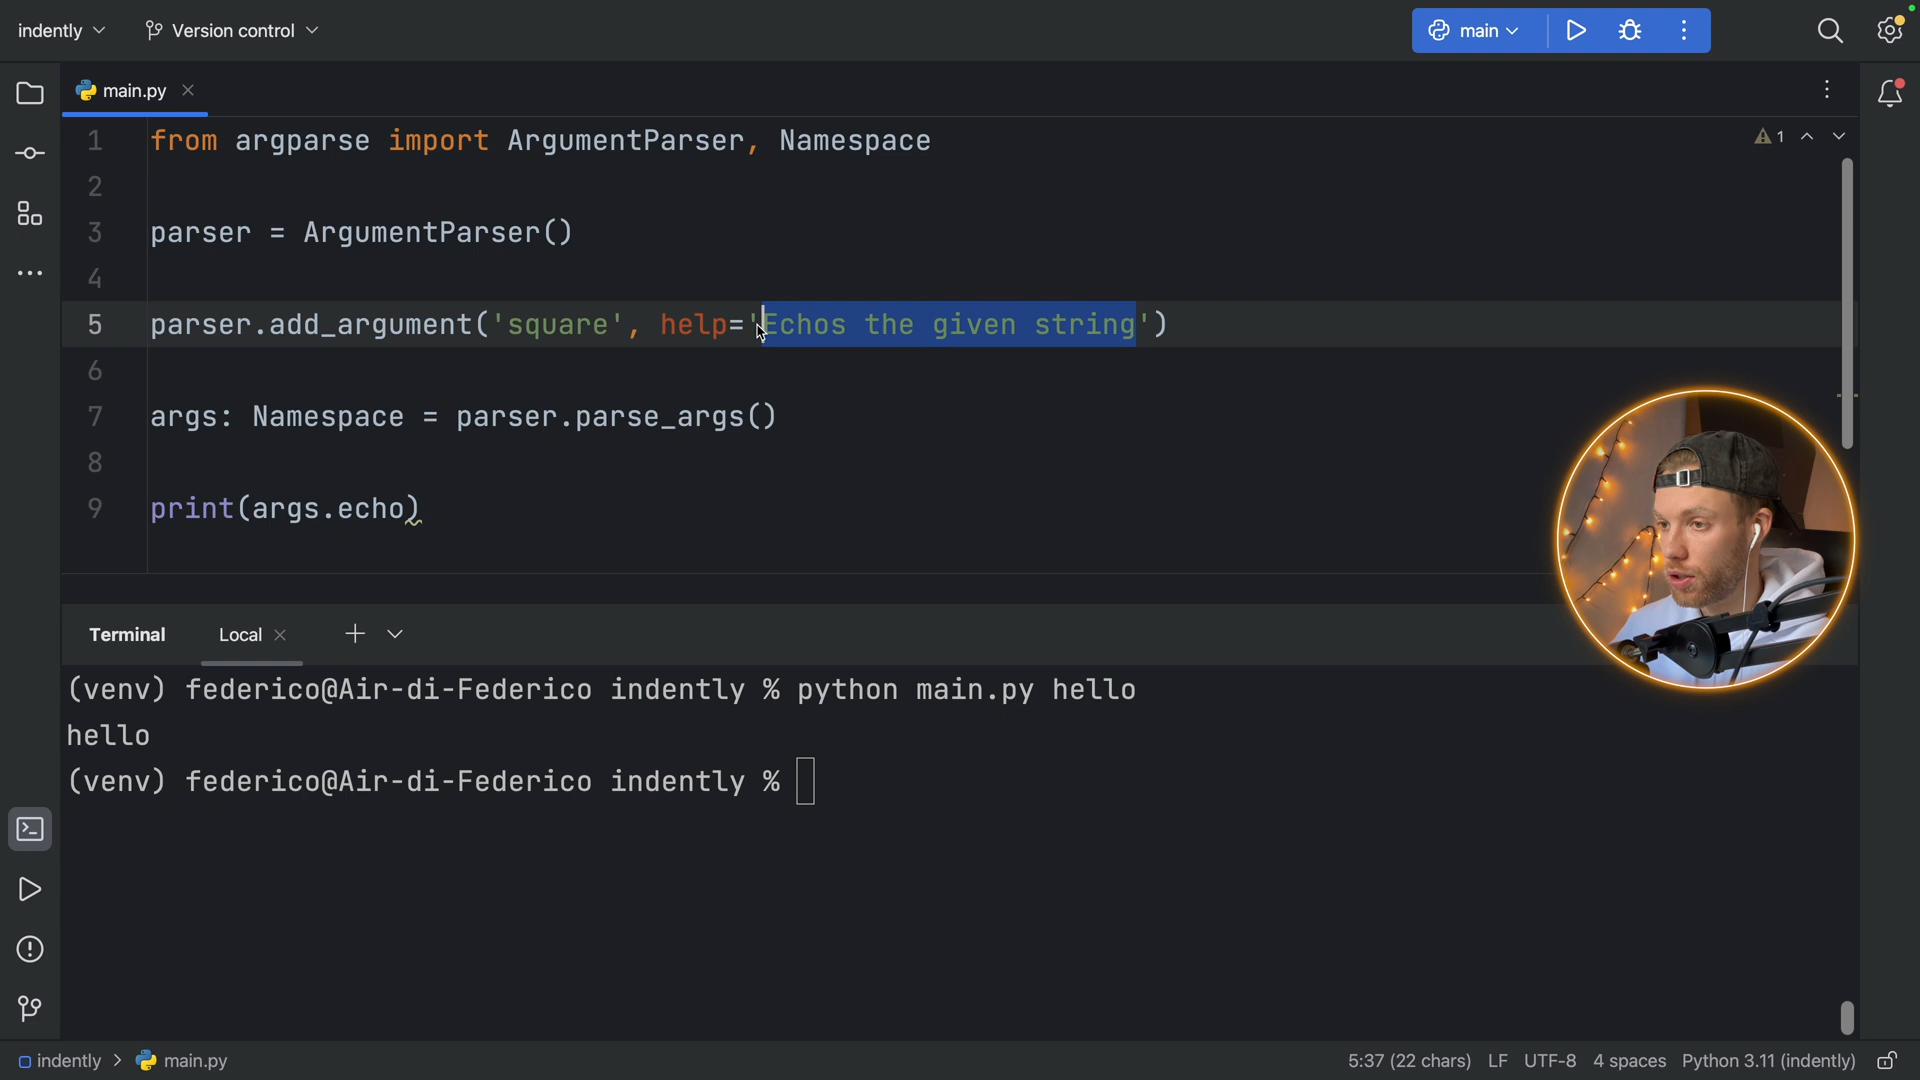 indently
Version control
main
main.py
1 from argparse import ArgumentParser, Namespace
1
2
3 parser = ArgumentParser()
4
5 parser.add_argument('square', help='Echos the given string')
6
7 args: Namespace = parser.parse_args()
8
9 print(args.echo)
Terminal Local
(venv) federico@Air-di-Federico indently % python main.py hello
hello
(venv) federico@Air-di-Federico indently %
indently > main.py
5:37 (22 chars) LF UTF-8 4 spaces Python 3.11 (indently)